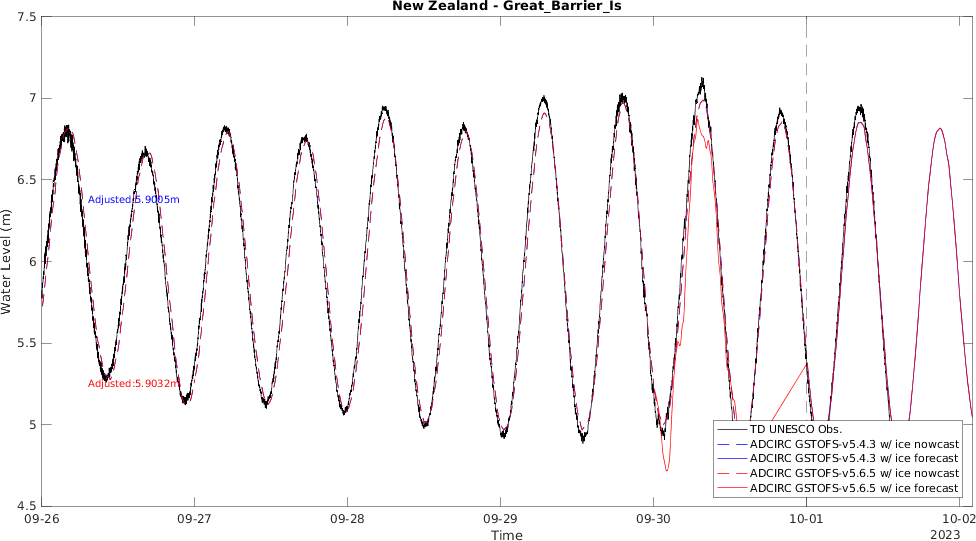 New Zealand - Great_Barrier_Is
7.5
7
6.5
6
5.5
5
4.5
Water Level (m)
Adjusted:5.9005m
Adjusted:5.9032m
TD UNESCO Obs.
ADCIRC GSTOFS-v5.4.3 w/ ice nowcast
ADCIRC GSTOFS-v5.4.3 w/ ice forecast
ADCIRC GSTOFS-v5.6.5 w/ ice nowcast
ADCIRC GSTOFS-v5.6.5 w/ ice forecast
09-26 09-27 09-28 09-29 09-30 10-01 10-02
Time
2023